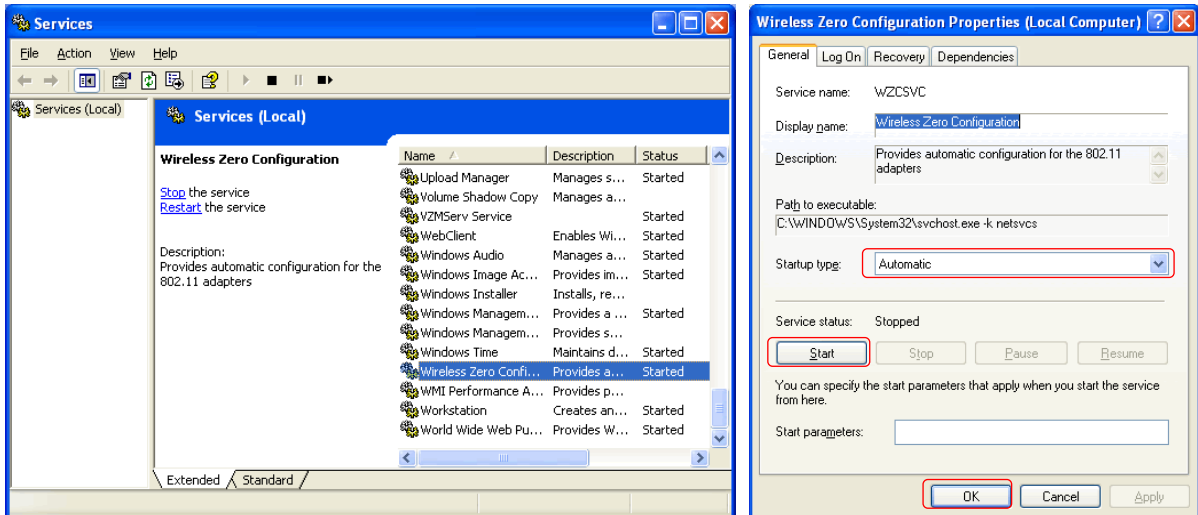 Services
File Action View Help
Services (Local)
Services (Local)
Wireless Zero Configuration
Stop the service
Restart the service
Description:
Provides automatic configuration for the
802.11 adapters
Name Description Status
Upload Manager Manages s... Started
Volume Shadow Copy Manages a...
VZMServ Service Started
WebClient Enables Wi... Started
Windows Audio Manages a... Started
Windows Image Ac... Provides im... Started
Windows Installer Installs, re...
Windows Managem... Provides a ... Started
Windows Managem... Provides s...
Windows Time Maintains d... Started
Wireless Zero Confi... Provides a... Started
WMI Performance A... Provides p...
Workstation Creates an... Started
World Wide Web Pu... Provides W... Started
Extended Standard
Wireless Zero Configuration Properties (Local Computer)
General Log On Recovery Dependencies
Service name: WZCSVC
Display name: Wireless Zero Configuration
Description: Provides automatic configuration for the 802.11
adapters
Path to executable:
C:\WINDOWS\System32\svchost.exe -k netsvcs
Startup type: Automatic
Service status: Stopped
Start Stop Pause Resume
You can specify the start parameters that apply when you start the service
from here.
Start parameters:
OK Cancel Apply